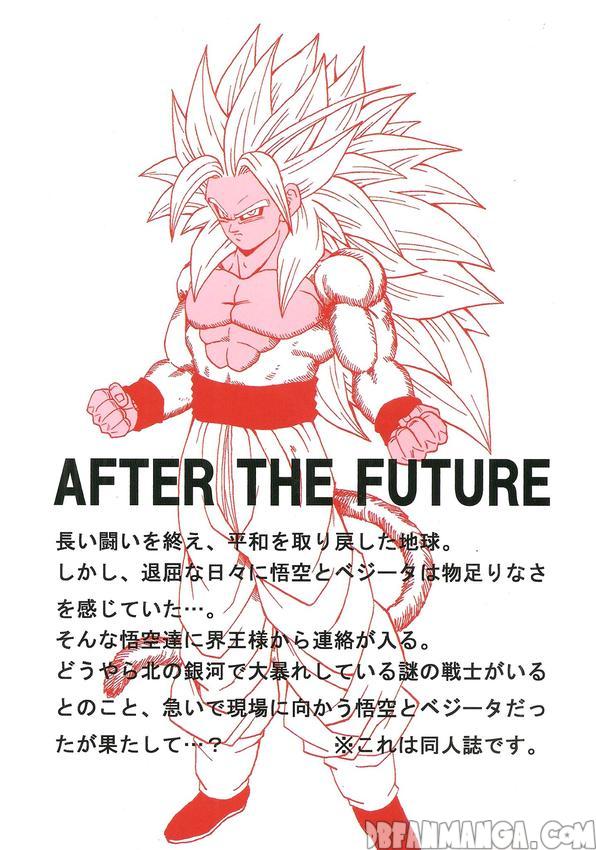 AFTER THE FUTURE
長い闘いを終え、平和を取り戻した地球。
しかし、退屈な日々に悟空とベジータは物足りなさ
を感じていた…。
そんな悟空達に界王様から連絡が入る。
どうやら北の銀河で大暴れしている謎の戦士がいる
とのこと、急いで現場に向かう悟空とベジータだっ
たが果たして…？ ※これは同人誌です。
DBFANMANGA.COM